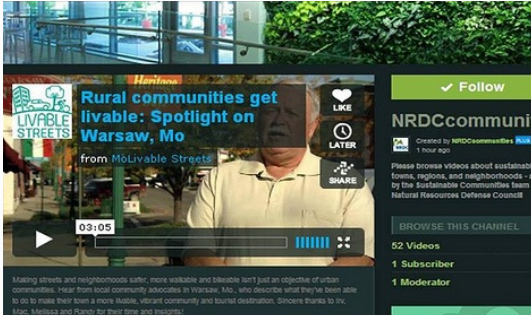 Heritage
LIVABLE
STREETS
Rural communities get
livable: Spotlight on
Warsaw, Mo
from MoLivable Streets
LIKE
LATER
SHARE
03:05
Making streets and neighborhoods safer, more walkable and bikeable isn't just an objective of urban
communities. Hear from local community advocates in Warsaw, Mo., who describe what they've been able
to do to make their town a more livable, vibrant community and tourist destination. Sincere thanks to Irv,
Mac, Melissa and Randy for their time and insights!
Follow
NRDCcommuni
Created by NRDCcommunities PLUS
1 hour ago
Please browse videos about sustainab
towns, regions, and neighborhoods - a
by the Sustainable Communities team
Natural Resources Defense Council
BROWSE THIS CHANNEL
52 Videos
1 Subscriber
1 Moderator